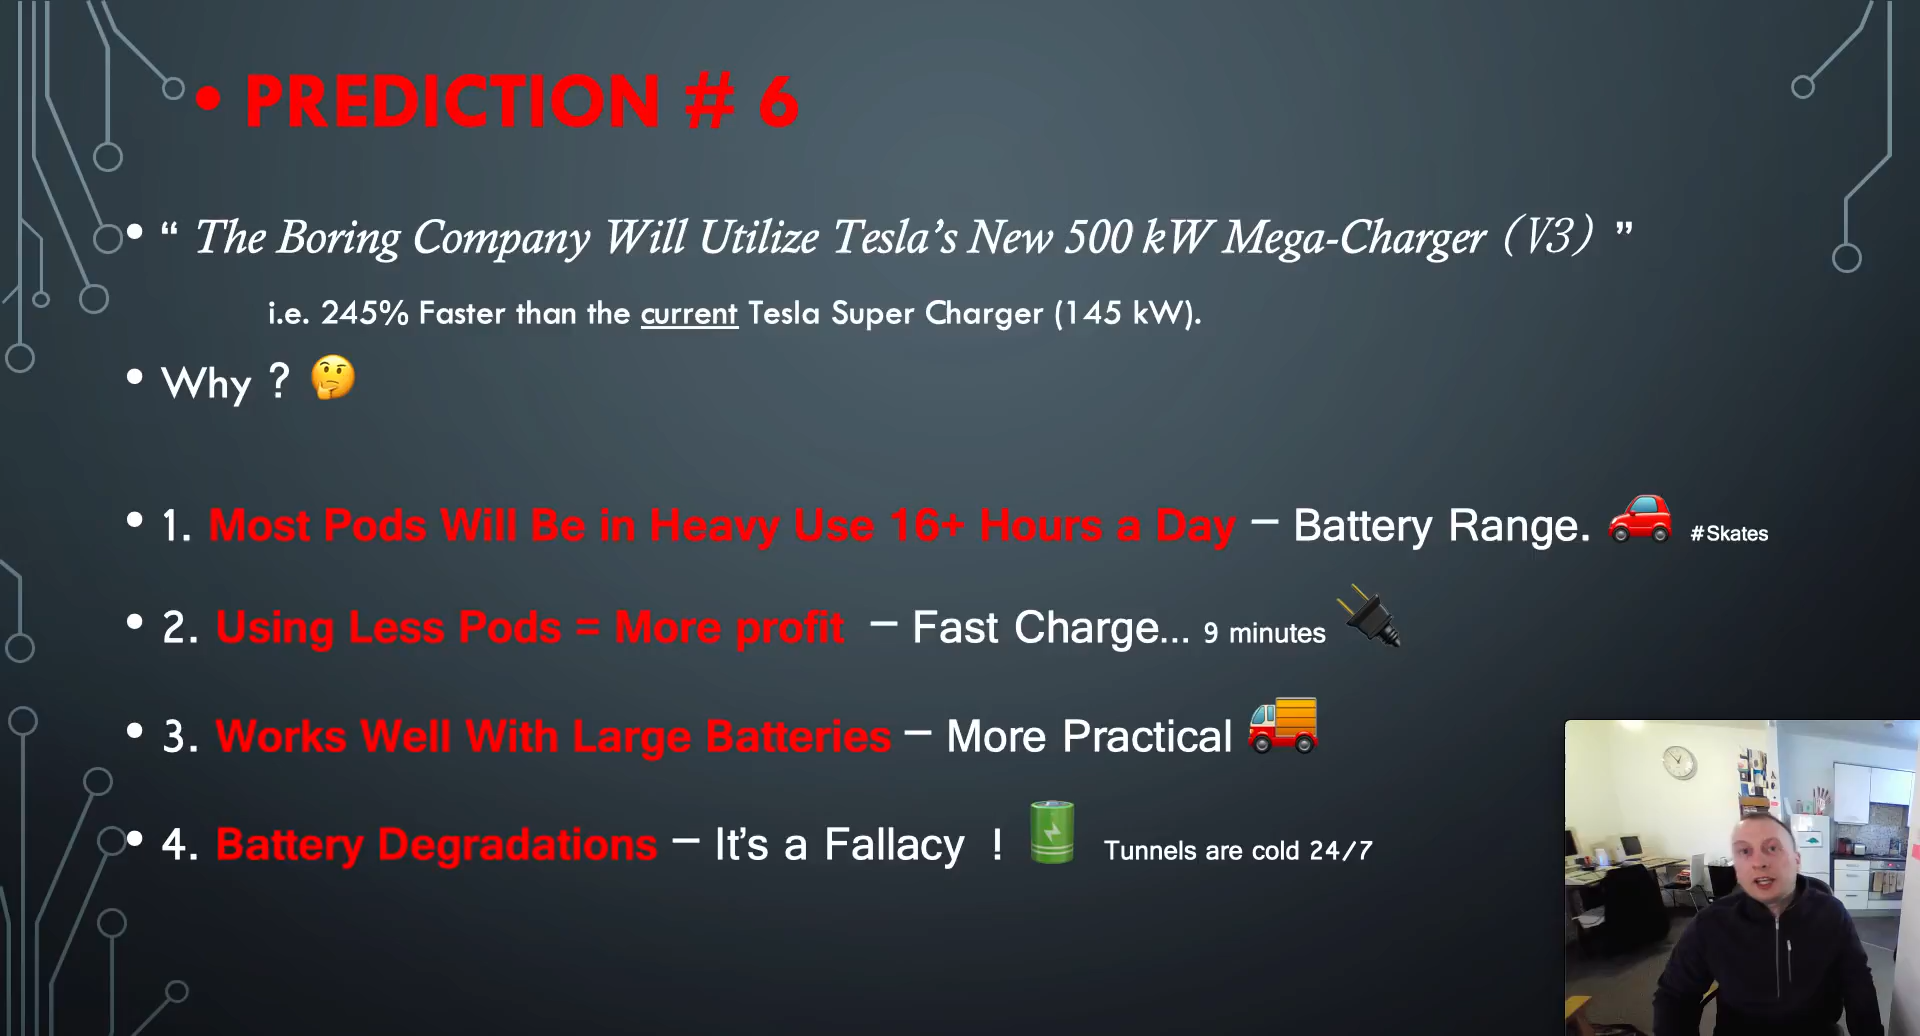 • PREDICTION # 6
• “ The Boring Company Will Utilize Tesla’s New 500 kW Mega-Charger (V3) ”
i.e. 245% Faster than the current Tesla Super Charger (145 kW).
• Why ? 🤔
• 1. Most Pods Will Be in Heavy Use 16+ Hours a Day – Battery Range. 🚗 #Skates
• 2. Using Less Pods = More profit – Fast Charge... 9 minutes 🔌
• 3. Works Well With Large Batteries – More Practical 🚚
• 4. Battery Degradations – It’s a Fallacy ! 🔋 Tunnels are cold 24/7